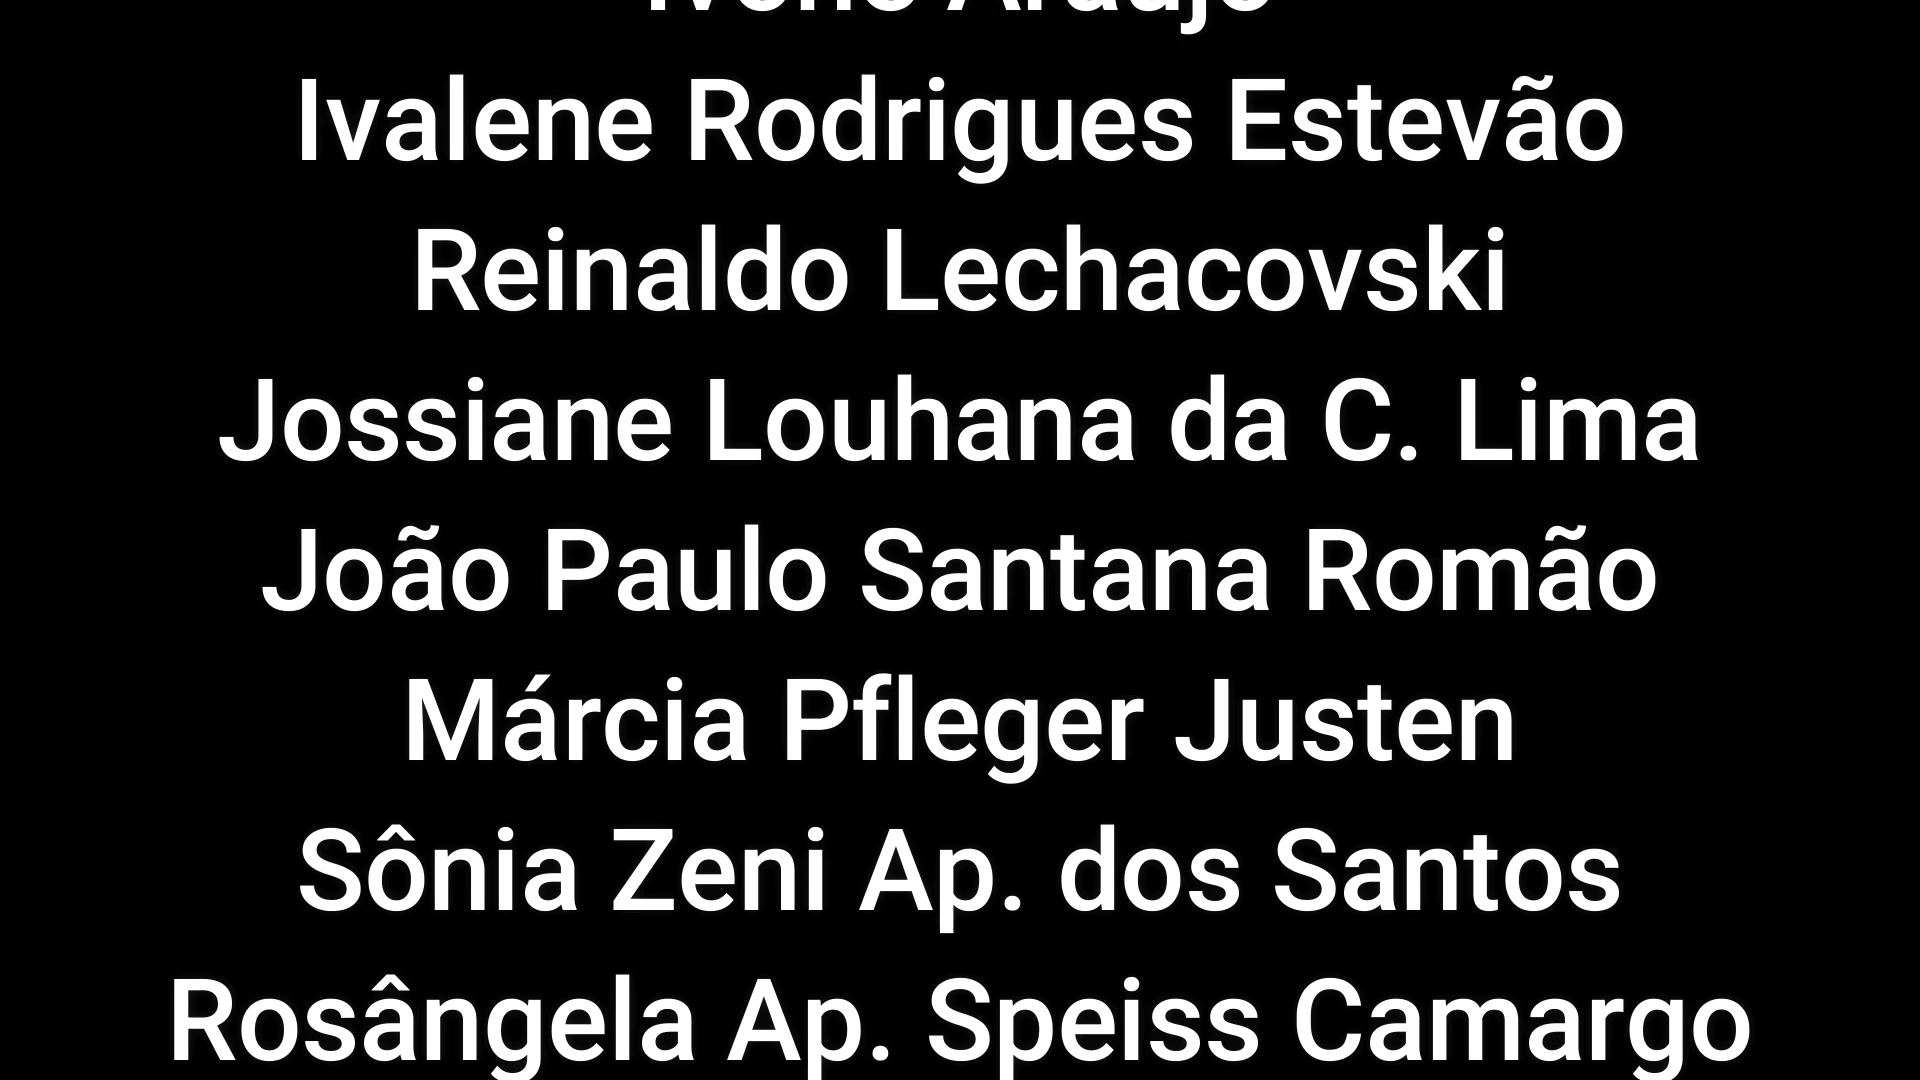 Ivalene Rodrigues Estevão
Reinaldo Lechacovski
Jossiane Louhana da C. Lima
João Paulo Santana Romão
Márcia Pfleger Justen
Sônia Zeni Ap. dos Santos
Rosângela Ap. Speiss Camargo